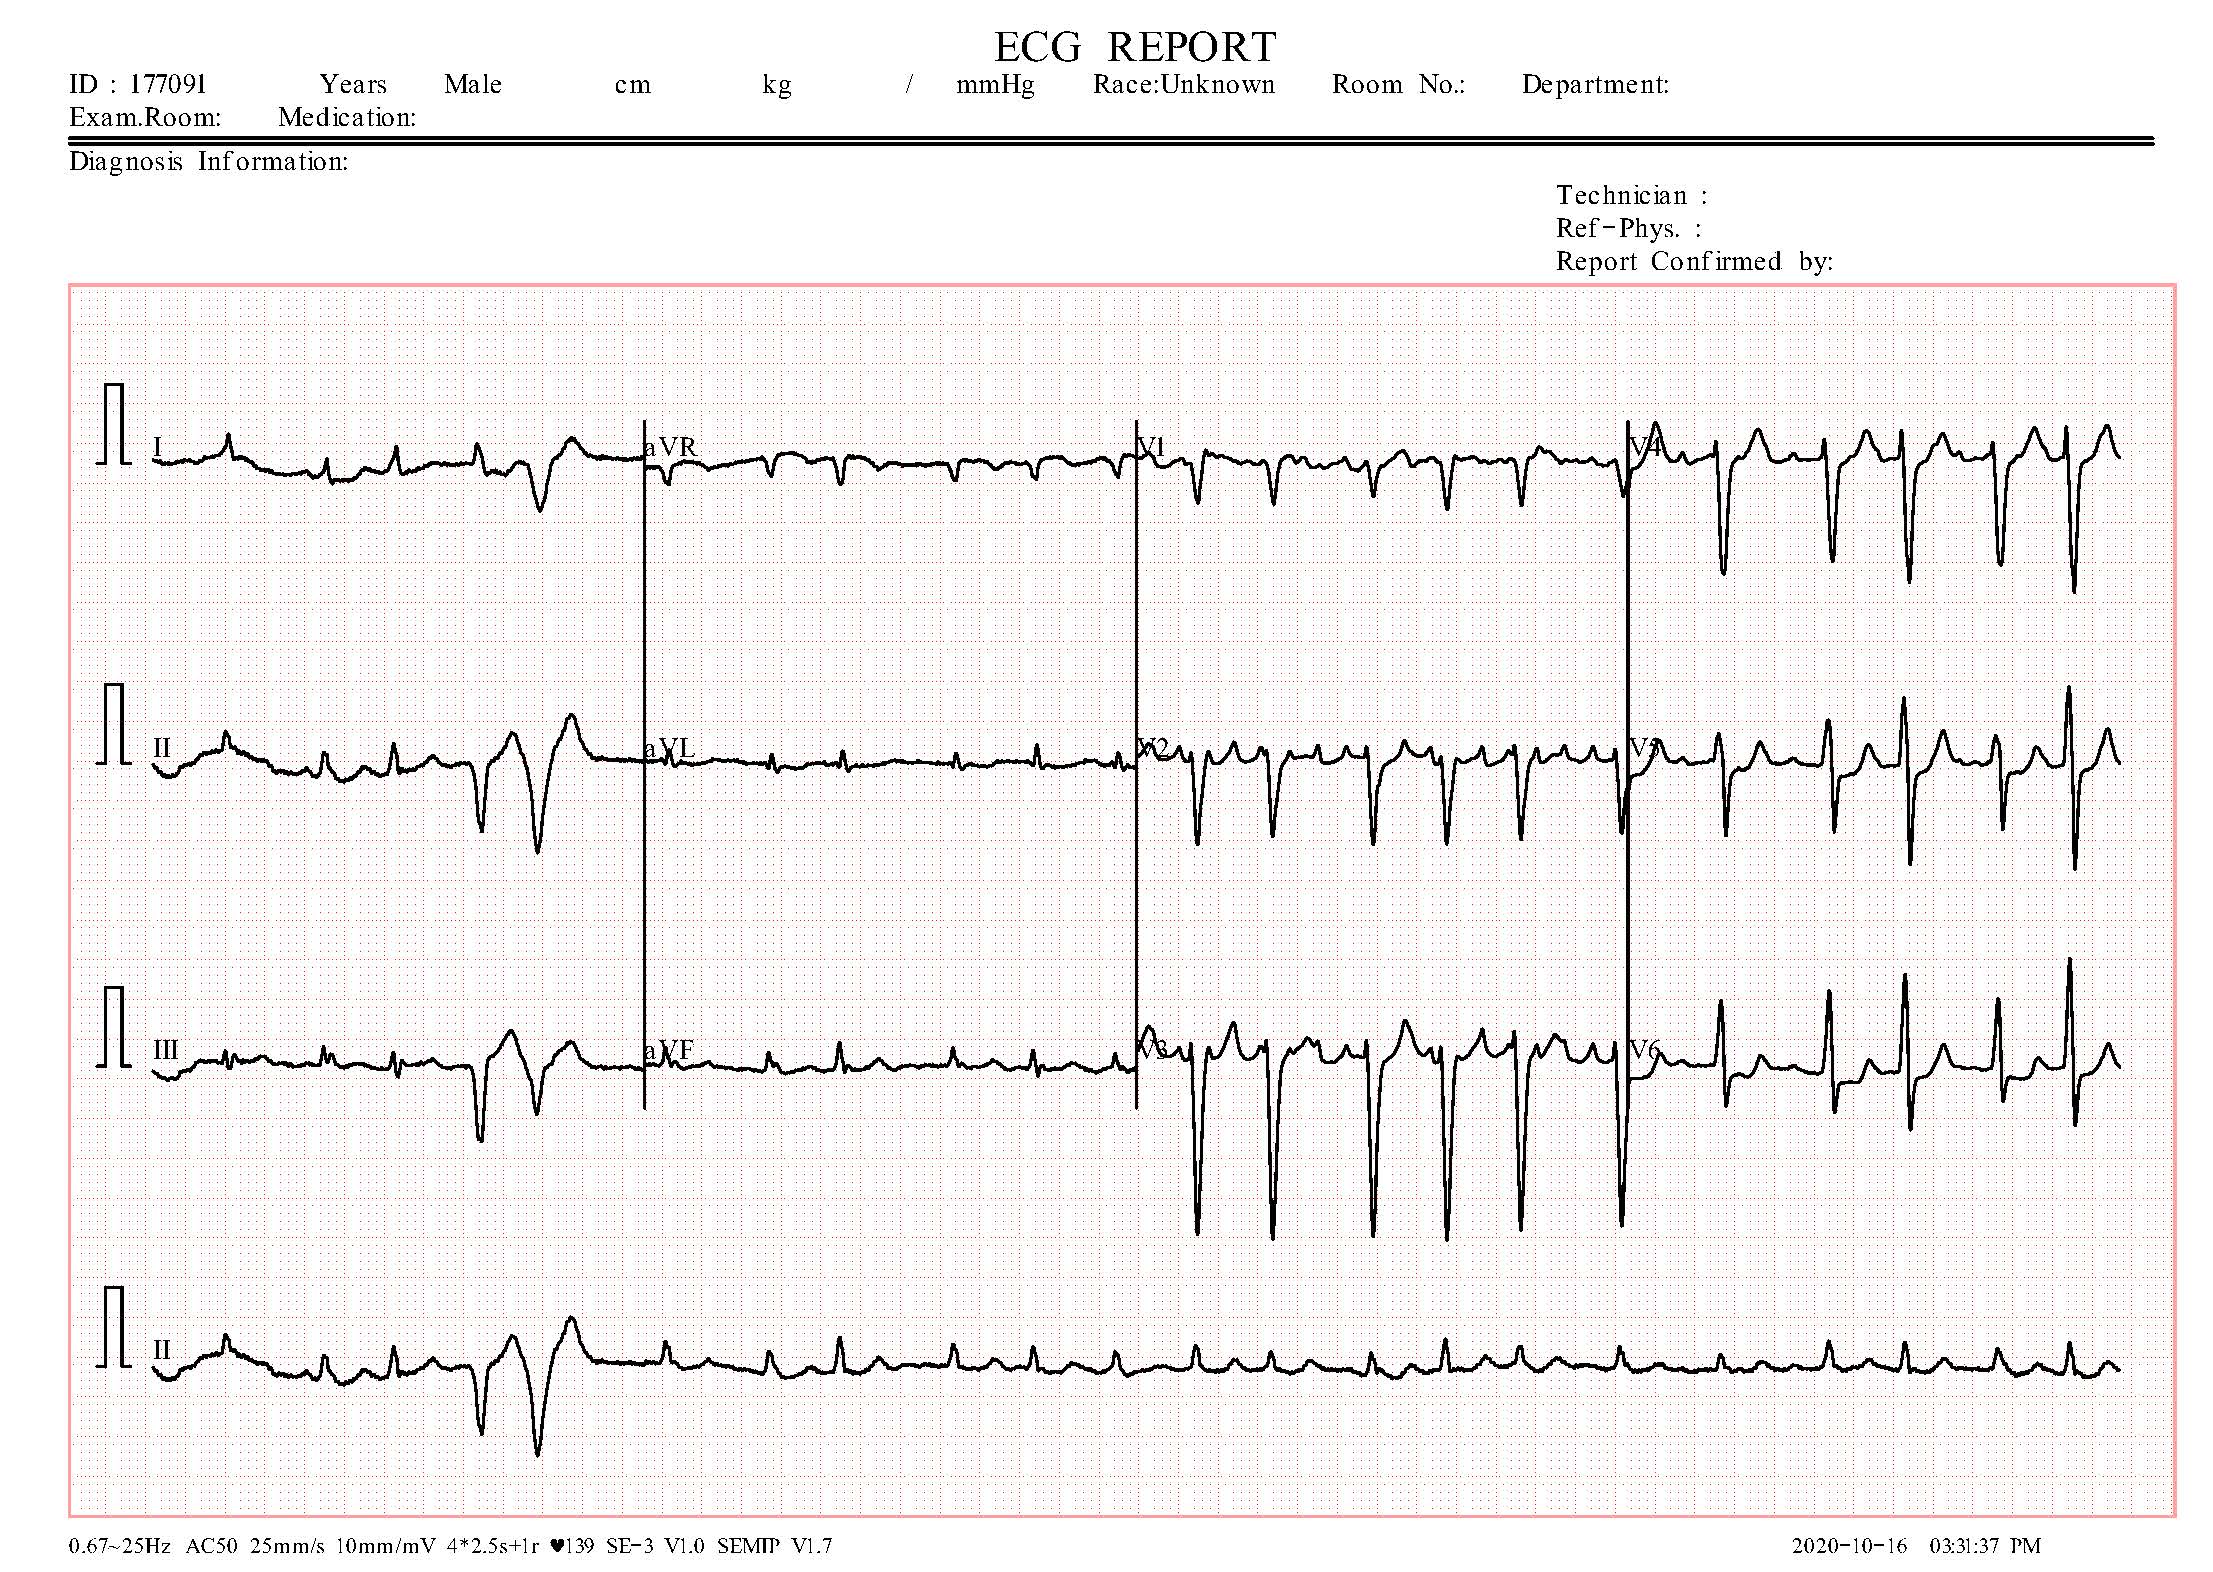 ECG REPORT
ID : 177091 Years Male cm kg / mmHg Race:Unknown Room No.: Department:
Exam.Room: Medication:
Diagnosis Information:
Technician :
Ref-Phys. :
Report Confirmed by:
I aVR V1 V4
II aVL V2 V5
III aVF V3 V6
II
0.67~25Hz AC50 25mm/s 10mm/mV 4*2.5s+1r ♥139 SE-3 V1.0 SEMIP V1.7 2020-10-16 03:31:37 PM